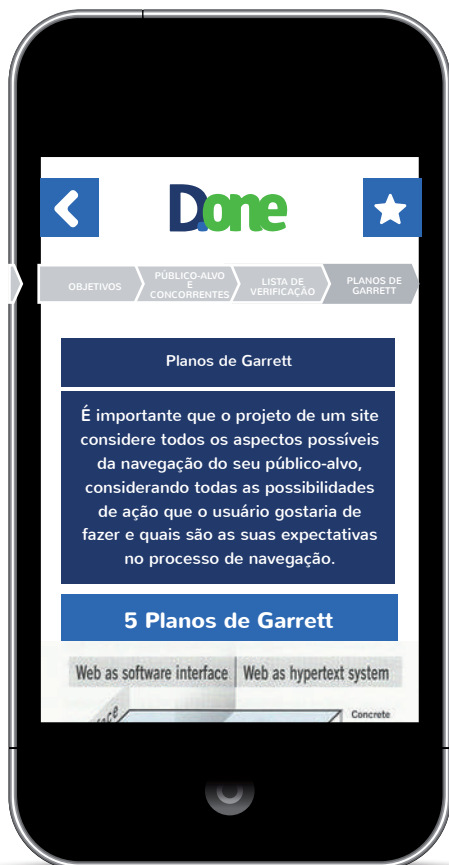 D.one
OBJETIVOS
PÚBLICO-ALVO
E
CONCORRENTES
LISTA DE
VERIFICAÇÃO
PLANOS DE
GARRETT
Planos de Garrett
É importante que o projeto de um site
considere todos os aspectos possíveis
da navegação do seu público-alvo,
considerando todas as possibilidades
de ação que o usuário gostaria de
fazer e quais são as suas expectativas
no processo de navegação.
5 Planos de Garrett
Web as software interface
Web as hypertext system
Concrete